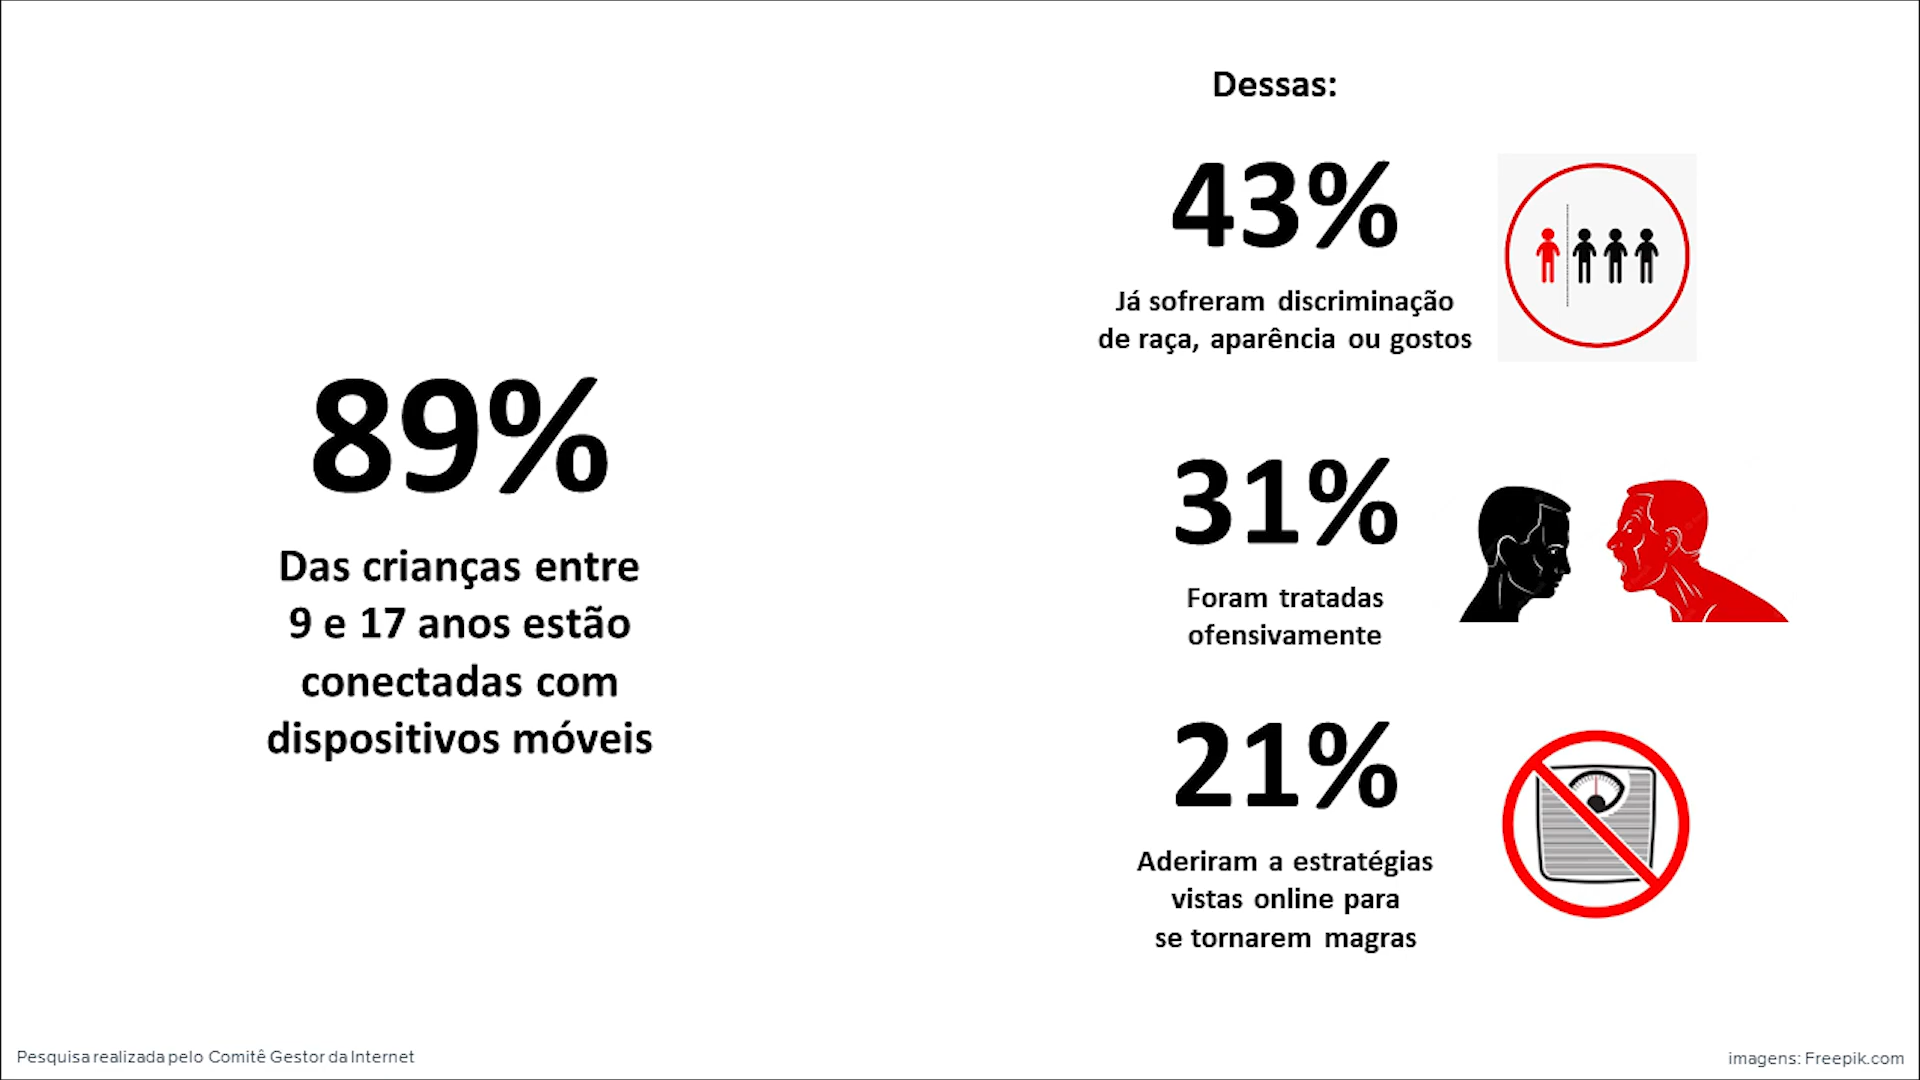 89%
Das crianças entre
9 e 17 anos estão
conectadas com
dispositivos móveis
Dessas:
43%
Já sofreram discriminação
de raça, aparência ou gostos
31%
Foram tratadas
ofensivamente
21%
Aderiram a estratégias
vistas online para
se tornarem magras
Pesquisa realizada pelo Comitê Gestor da Internet
imagens: Freepik.com